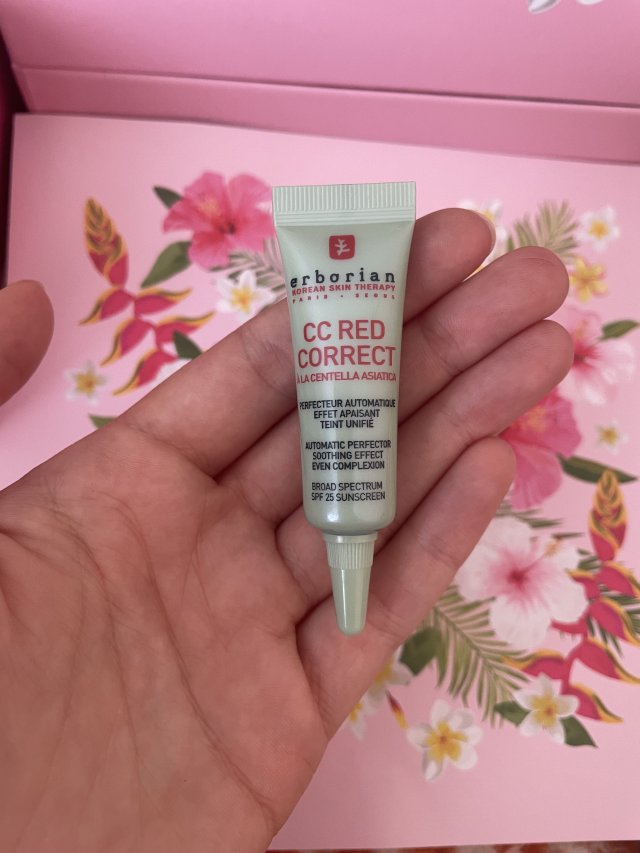 erborian
KOREAN SKIN THERAPY
PARIS • SEOUL
CC RED
CORRECT
À LA CENTELLA ASIATICA
PERFECTEUR AUTOMATIQUE
EFFET APAISANT
TEINT UNIFIÉ
AUTOMATIC PERFECTOR
SOOTHING EFFECT
EVEN COMPLEXION
BROAD SPECTRUM
SPF 25 SUNSCREEN